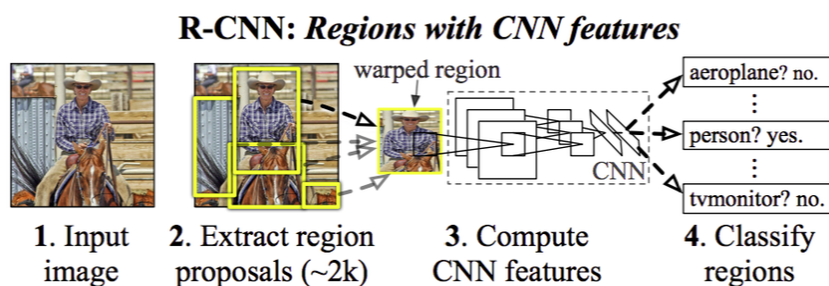 R-CNN: Regions with CNN features
warped region
aeroplane? no.
person? yes.
tvmonitor? no.
CNN
1. Input
image
2. Extract region
proposals (~2k)
3. Compute
CNN features
4. Classify
regions